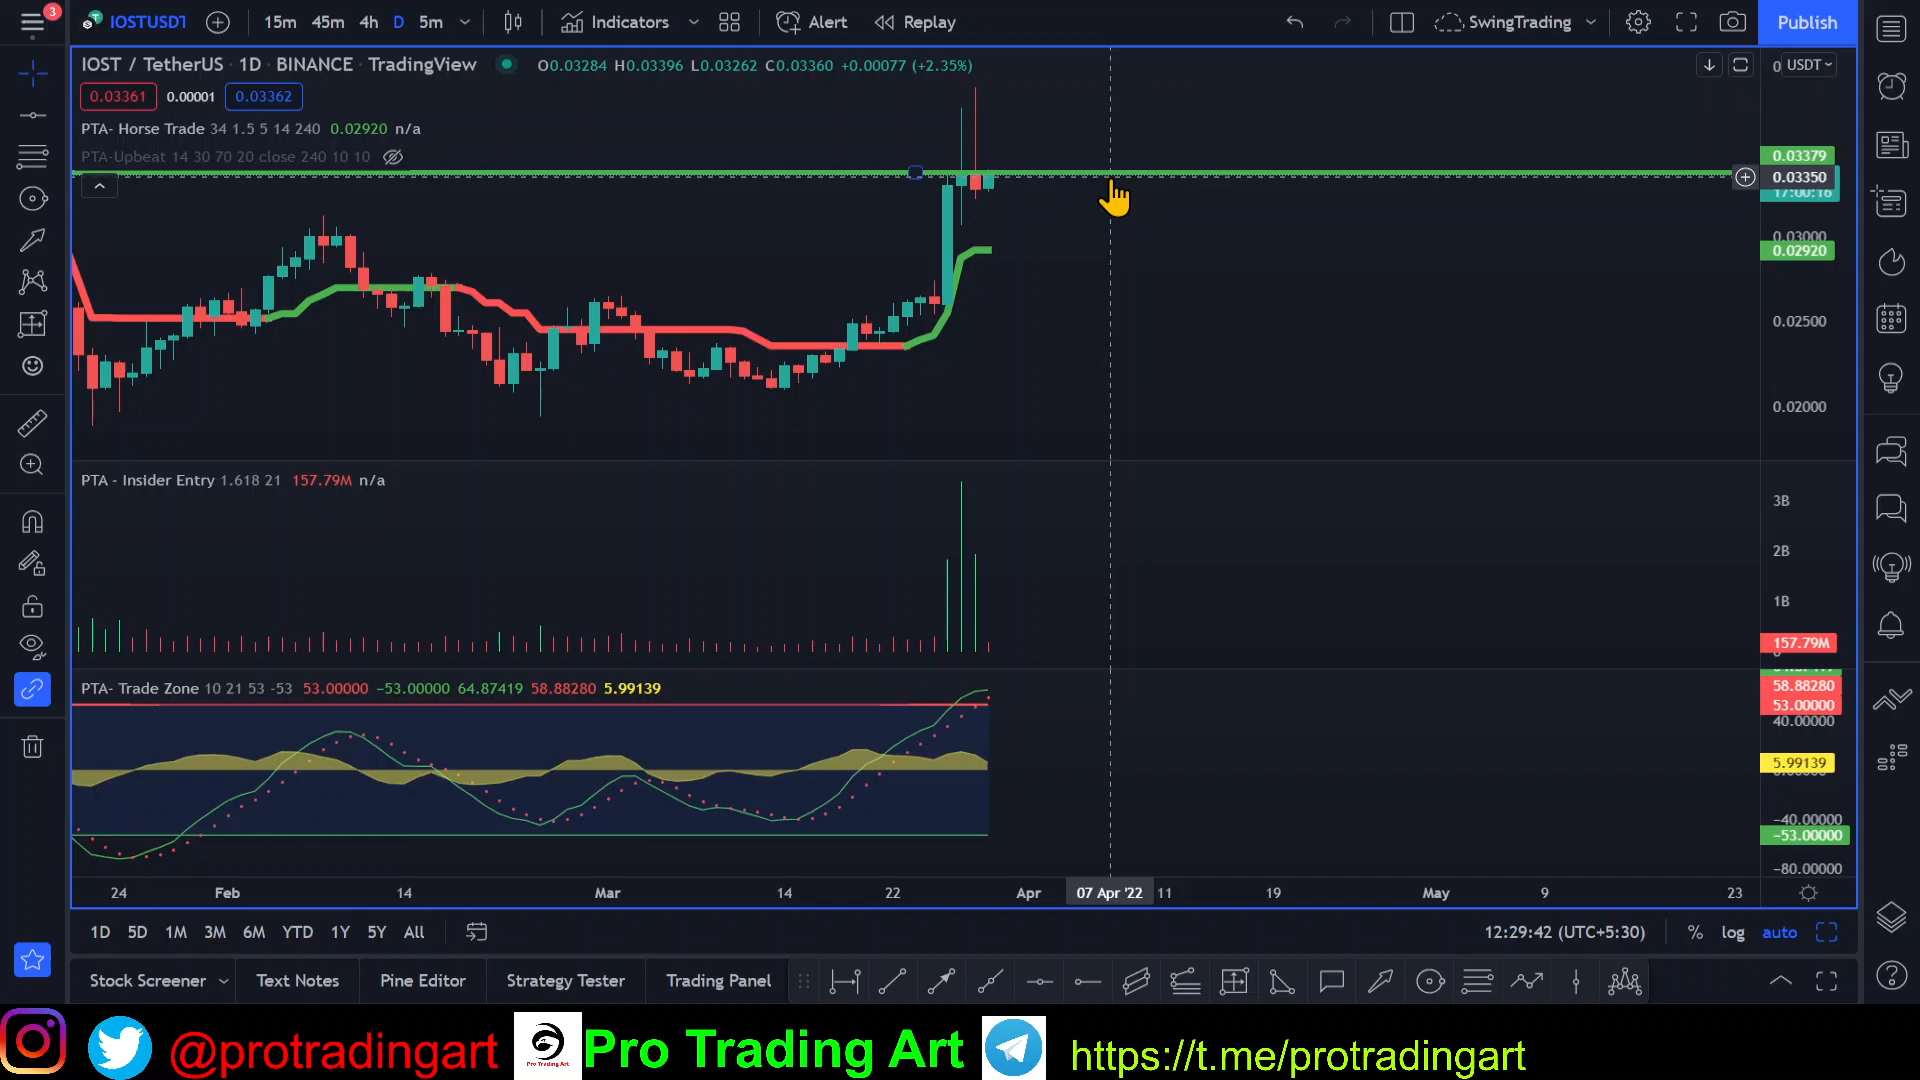 3 IOSTUSDT 15m 45m 4h D 5m Indicators Alert Replay SwingTrading Publish
IOST / TetherUS · 1D · BINANCE · TradingView O0.03284 H0.03396 L0.03262 C0.03360 +0.00077 (+2.35%) USDT
0.03361 0.00001 0.03362
PTA- Horse Trade 34 1.5 5 14 240 0.02920 n/a
PTA-Upbeat 14 30 70 20 close 240 10 10
0.03379
0.03350
17:00:16
0.03000
0.02920
0.02500
0.02000
PTA - Insider Entry 1.618 21 157.79M n/a
3B
2B
1B
157.79M
PTA- Trade Zone 10 21 53 -53 53.00000 −53.00000 64.87419 58.88280 5.99139
58.88280
53.00000
40.00000
5.99139
−40.00000
−53.00000
−80.00000
24 Feb 14 Mar 14 22 Apr 07 Apr '22 11 19 May 9 23
1D 5D 1M 3M 6M YTD 1Y 5Y All 12:29:42 (UTC+5:30) % log auto
Stock Screener Text Notes Pine Editor Strategy Tester Trading Panel
@protradingart Pro Trading Art Pro Trading Art https://t.me/protradingart